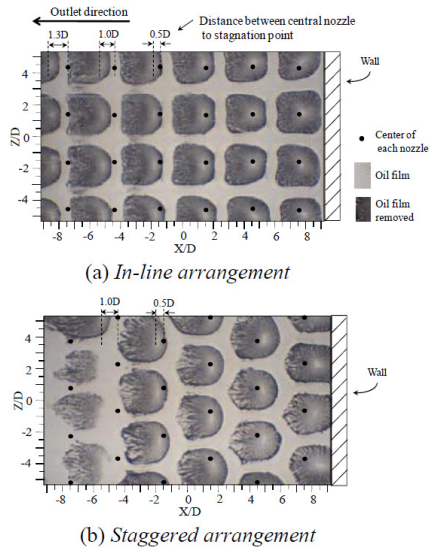 Outlet direction
Distance between central nozzle
to stagnation point
1.3D 1.0D 0.5D
Wall
4
2
0
-2
-4
Z/D
Center of
each nozzle
Oil film
Oil film
removed
-8 -6 -4 -2 0 2 4 6 8
X/D
(a) In-line arrangement
1.0D 0.5D
4
2
0
-2
-4
Z/D
Wall
-8 -6 -4 -2 0 2 4 6 8
X/D
(b) Staggered arrangement